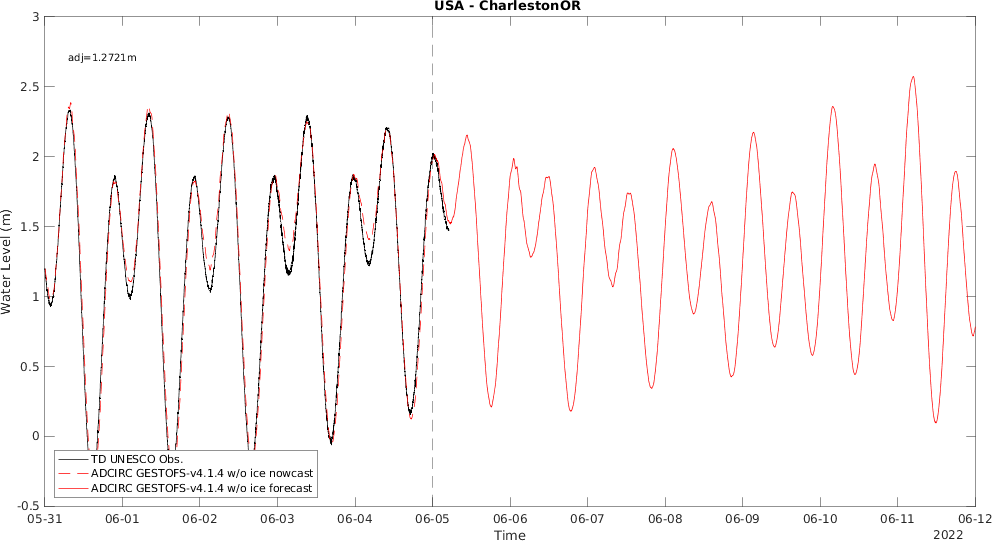 USA - CharlestonOR
adj=1.2721m
3
2.5
2
1.5
1
0.5
0
-0.5
Water Level (m)
TD UNESCO Obs.
ADCIRC GESTOFS-v4.1.4 w/o ice nowcast
ADCIRC GESTOFS-v4.1.4 w/o ice forecast
05-31 06-01 06-02 06-03 06-04 06-05 06-06 06-07 06-08 06-09 06-10 06-11 06-12
Time
2022